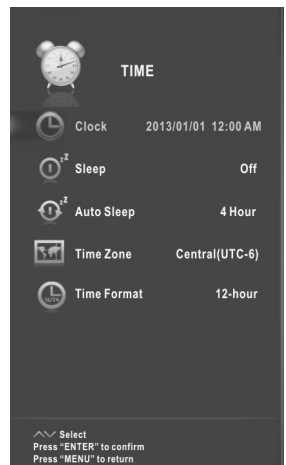 TIME
Clock 2013/01/01 12:00 AM
Sleep Off
Auto Sleep 4 Hour
Time Zone Central(UTC-6)
Time Format 12-hour
Select
Press “ENTER” to confirm
Press “MENU” to return